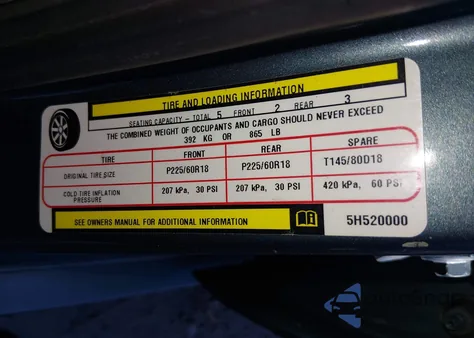 TIRE AND LOADING INFORMATION
SEATING CAPACITY - TOTAL 5 FRONT 2 REAR 3
THE COMBINED WEIGHT OF OCCUPANTS AND CARGO SHOULD NEVER EXCEED
392 KG OR 865 LB
TIRE FRONT REAR SPARE
ORIGINAL TIRE SIZE P225/60R18 P225/60R18 T145/80D18
COLD TIRE INFLATION PRESSURE 207 kPa, 30 PSI 207 kPa, 30 PSI 420 kPa, 60 PSI
SEE OWNERS MANUAL FOR ADDITIONAL INFORMATION 5H520000